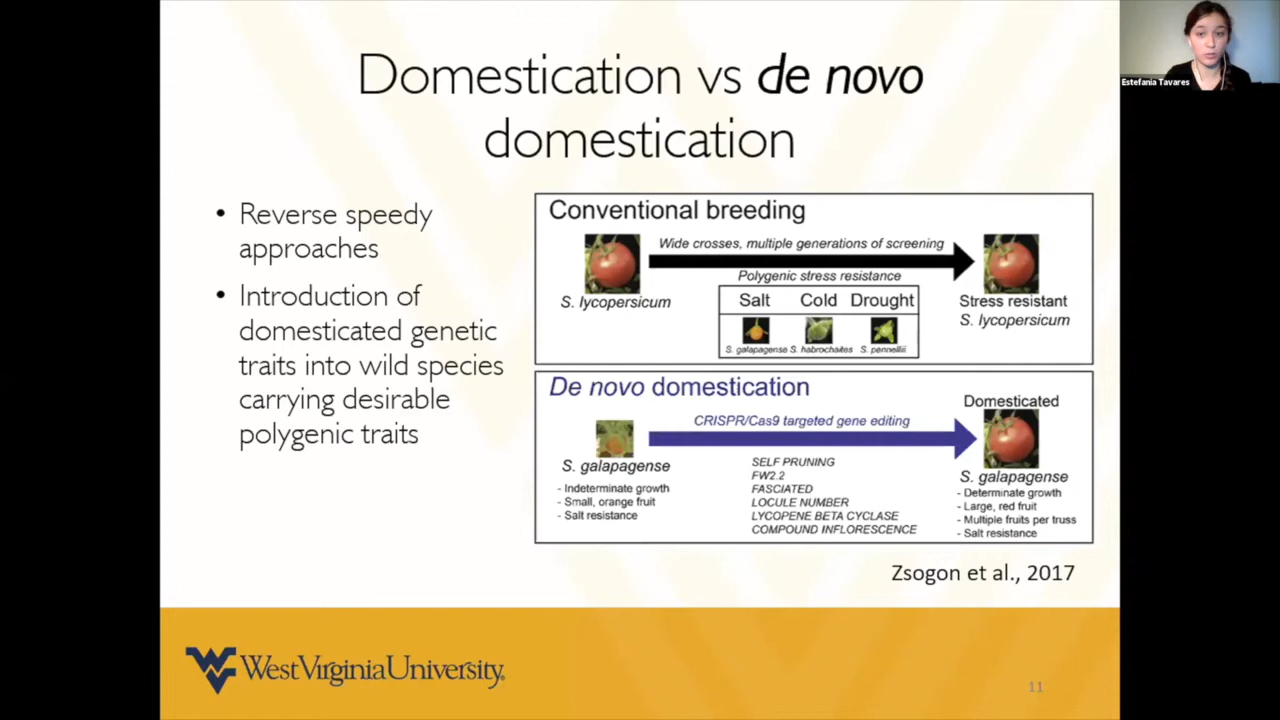 Domestication vs de novo
domestication
Estefania Tavares
• Reverse speedy
approaches
• Introduction of
domesticated genetic
traits into wild species
carrying desirable
polygenic traits
Conventional breeding
Wide crosses, multiple generations of screening
Polygenic stress resistance
S. lycopersicum
Salt Cold Drought
S. galapagense S. habrochaites S. pennellii
Stress resistant
S. lycopersicum
De novo domestication
CRISPR/Cas9 targeted gene editing
S. galapagense
- Indeterminate growth
- Small, orange fruit
- Salt resistance
SELF PRUNING
FW2.2
FASCIATED
LOCULE NUMBER
LYCOPENE BETA CYCLASE
COMPOUND INFLORESCENCE
Domesticated
S. galapagense
- Determinate growth
- Large, red fruit
- Multiple fruits per truss
- Salt resistance
Zsogon et al., 2017
West Virginia University®
11